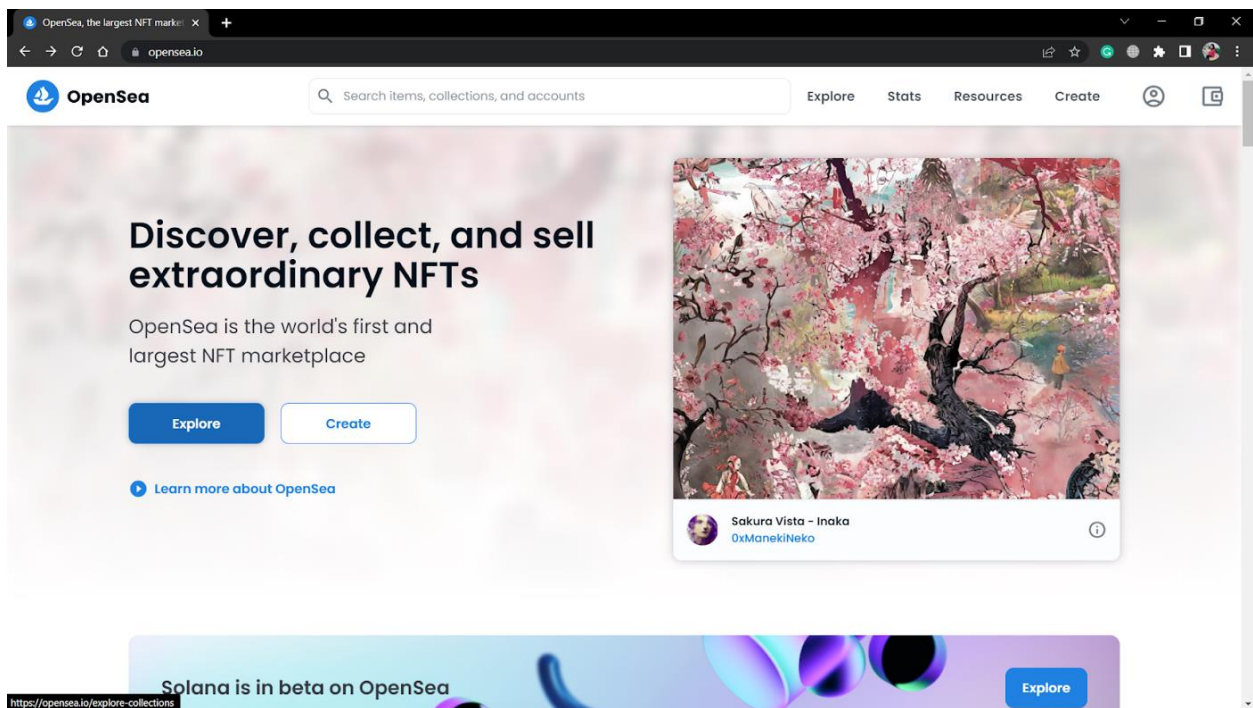 OpenSea, the largest NFT market
opensea.io
OpenSea
Search items, collections, and accounts
Explore
Stats
Resources
Create
Discover, collect, and sell
extraordinary NFTs
OpenSea is the world's first and
largest NFT marketplace
Explore
Create
Learn more about OpenSea
Sakura Vista - Inaka
0xManekiNeko
Solana is in beta on OpenSea
Explore
https://opensea.io/explore-collections